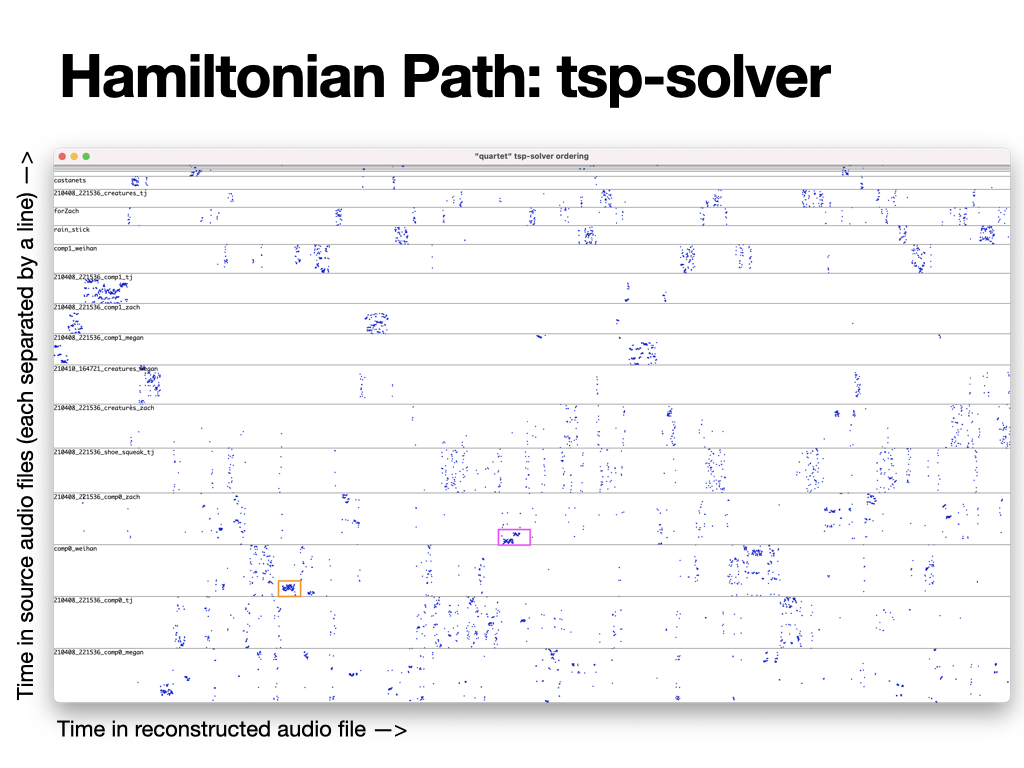 Hamiltonian Path: tsp-solver
"quartet" tsp-solver ordering
Time in source audio files (each separated by a line) —>
castanets
210408_221536_creatures_tj
forZach
rain_stick
comp1_weihan
210408_221536_comp1_tj
210408_221536_comp1_zach
210408_221536_comp1_megan
210410_164721_creatures_megan
210408_221536_creatures_zach
210408_221536_shoe_squeak_tj
210408_221536_comp0_zach
comp0_weihan
210408_221536_comp0_tj
210408_221536_comp0_megan
Time in reconstructed audio file —>